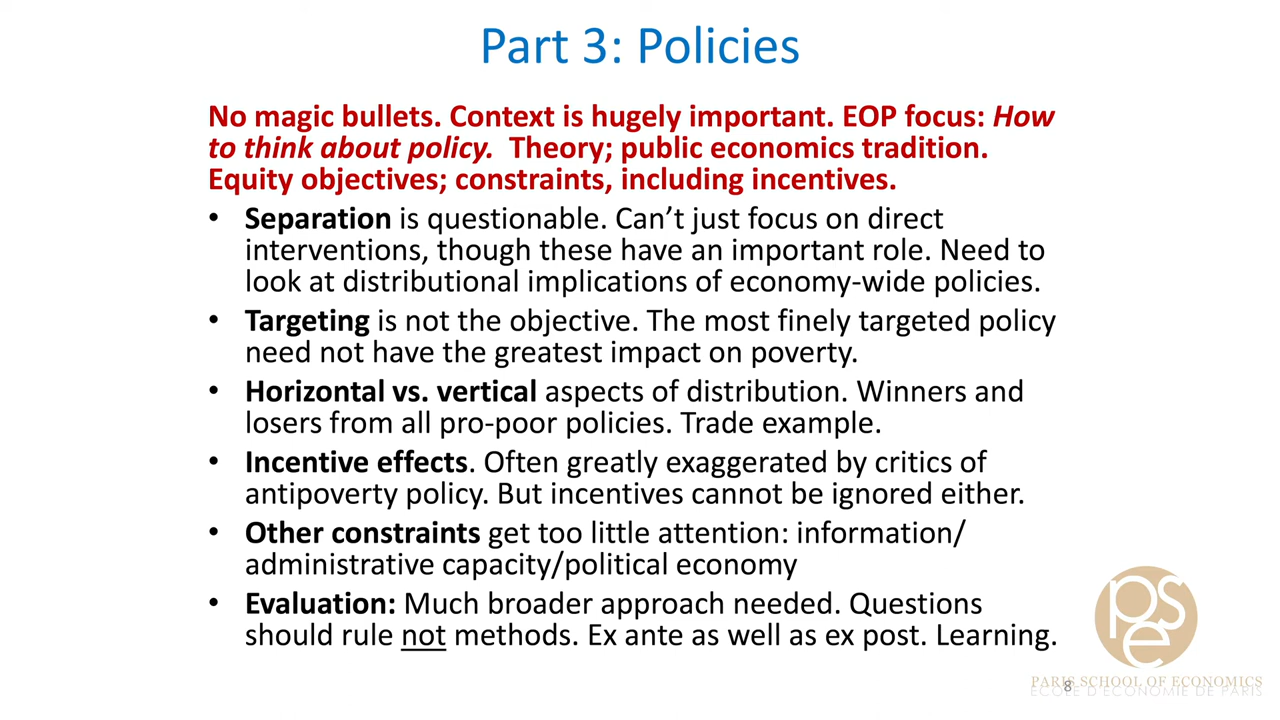 Part 3: Policies
No magic bullets. Context is hugely important. EOP focus: How
to think about policy. Theory; public economics tradition.
Equity objectives; constraints, including incentives.
• Separation is questionable. Can’t just focus on direct
interventions, though these have an important role. Need to
look at distributional implications of economy-wide policies.
• Targeting is not the objective. The most finely targeted policy
need not have the greatest impact on poverty.
• Horizontal vs. vertical aspects of distribution. Winners and
losers from all pro-poor policies. Trade example.
• Incentive effects. Often greatly exaggerated by critics of
antipoverty policy. But incentives cannot be ignored either.
• Other constraints get too little attention: information/
administrative capacity/political economy
• Evaluation: Much broader approach needed. Questions
should rule not methods. Ex ante as well as ex post. Learning.
pse
PARIS SCHOOL OF ECONOMICS
ECOLE D'ECONOMIE DE PARIS
8